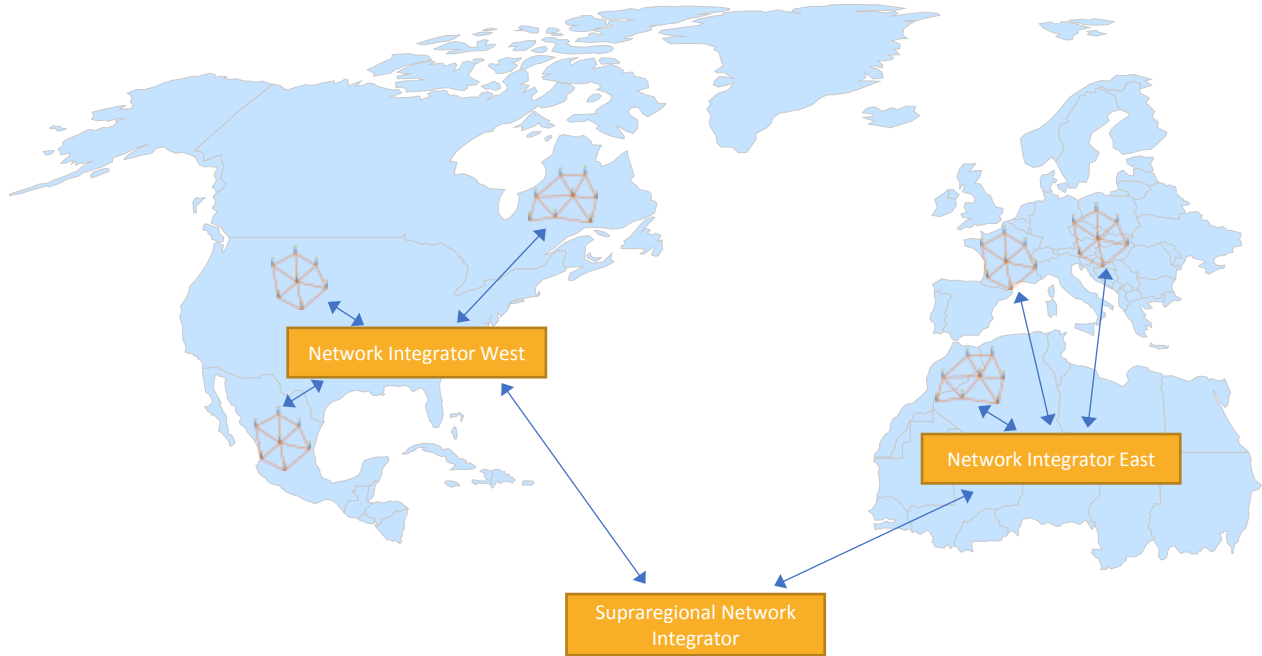 Network Integrator West
Network Integrator East
Supraregional Network
Integrator